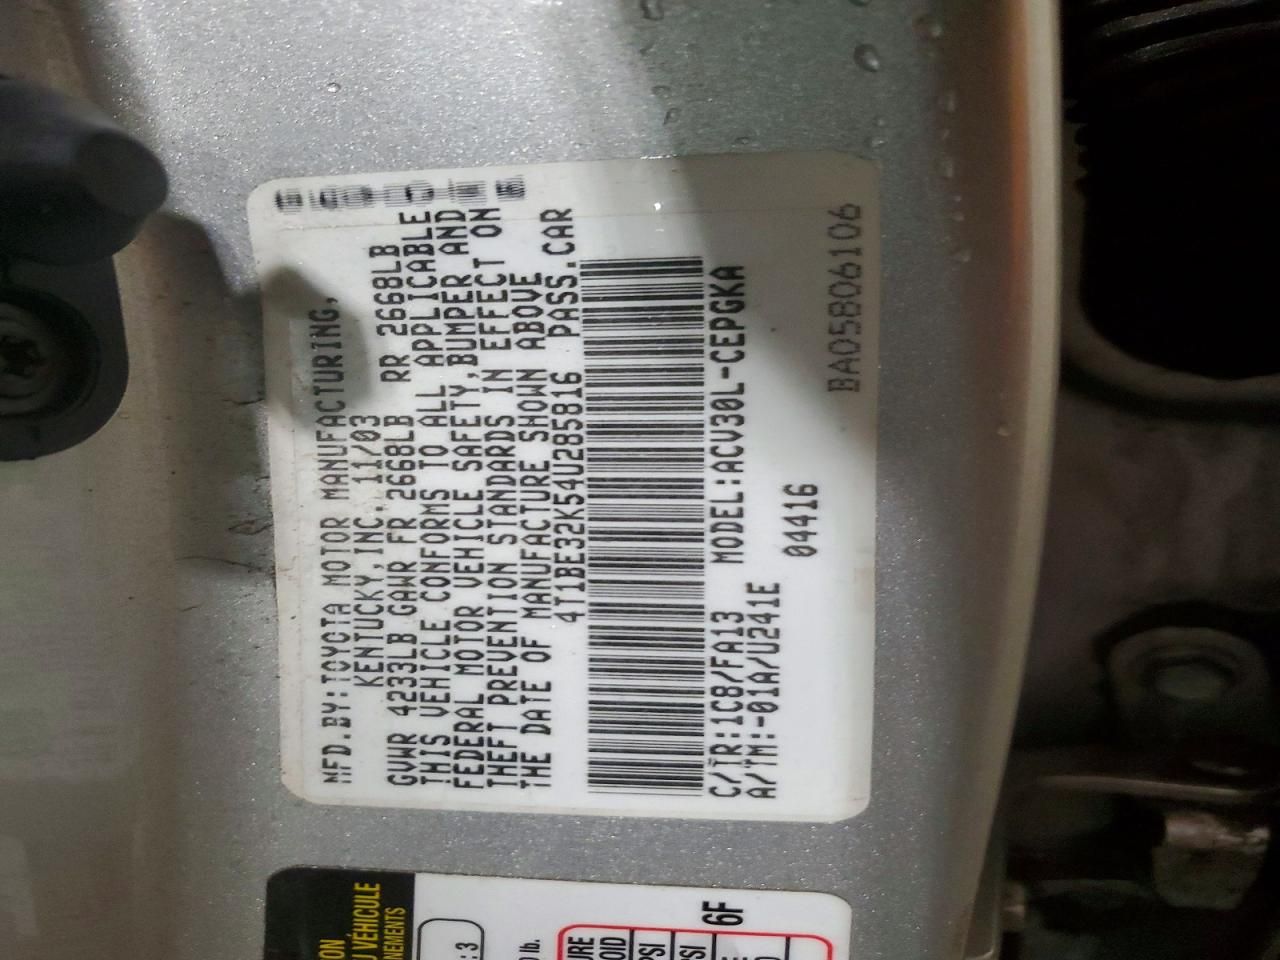 MFD.BY:TOYOTA MOTOR MANUFACTURING,
KENTUCKY,INC. 11/03
GVWR 4233LB GAWR FR 2668LB RR 2668LB
THIS VEHICLE CONFORMS TO ALL APPLICABLE
FEDERAL MOTOR VEHICLE SAFETY,BUMPER AND
THEFT PREVENTION STANDARDS IN EFFECT ON
THE DATE OF MANUFACTURE SHOWN ABOVE
4T1BE32K54U285816 PASS.CAR
C/TR:1C8/FA13 MODEL:ACV30L-CEPGKA
A/TM:-01A/U241E 04416
BA05806106
VÉHICULE
6F